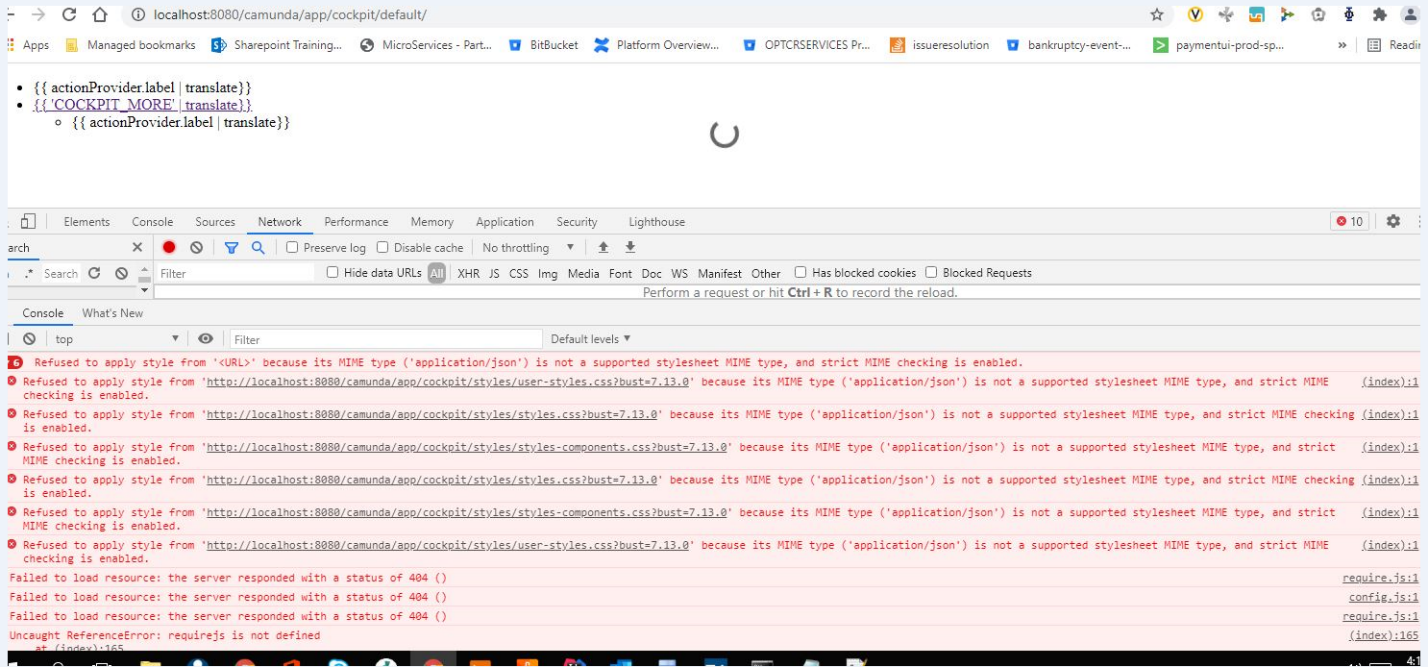 localhost:8080/camunda/app/cockpit/default/
Apps Managed bookmarks Sharepoint Training... MicroServices - Part... BitBucket Platform Overview... OPTCRSERVICES Pr... issueresolution bankruptcy-event-... paymentui-prod-sp... » Readi
{{ actionProvider.label | translate}}
{{ 'COCKPIT_MORE' | translate}}
{{ actionProvider.label | translate}}
Elements Console Sources Network Performance Memory Application Security Lighthouse 10
arch Preserve log Disable cache No throttling
.* Search Filter Hide data URLs All XHR JS CSS Img Media Font Doc WS Manifest Other Has blocked cookies Blocked Requests
Perform a request or hit Ctrl + R to record the reload.
Console What's New
top Filter Default levels
6 Refused to apply style from '<URL>' because its MIME type ('application/json') is not a supported stylesheet MIME type, and strict MIME checking is enabled.
Refused to apply style from 'http://localhost:8080/camunda/app/cockpit/styles/user-styles.css?bust=7.13.0' because its MIME type ('application/json') is not a supported stylesheet MIME type, and strict MIME (index):1
checking is enabled.
Refused to apply style from 'http://localhost:8080/camunda/app/cockpit/styles/styles.css?bust=7.13.0' because its MIME type ('application/json') is not a supported stylesheet MIME type, and strict MIME checking (index):1
is enabled.
Refused to apply style from 'http://localhost:8080/camunda/app/cockpit/styles/styles-components.css?bust=7.13.0' because its MIME type ('application/json') is not a supported stylesheet MIME type, and strict (index):1
MIME checking is enabled.
Refused to apply style from 'http://localhost:8080/camunda/app/cockpit/styles/styles.css?bust=7.13.0' because its MIME type ('application/json') is not a supported stylesheet MIME type, and strict MIME checking (index):1
is enabled.
Refused to apply style from 'http://localhost:8080/camunda/app/cockpit/styles/styles-components.css?bust=7.13.0' because its MIME type ('application/json') is not a supported stylesheet MIME type, and strict (index):1
MIME checking is enabled.
Refused to apply style from 'http://localhost:8080/camunda/app/cockpit/styles/user-styles.css?bust=7.13.0' because its MIME type ('application/json') is not a supported stylesheet MIME type, and strict MIME (index):1
checking is enabled.
Failed to load resource: the server responded with a status of 404 () require.js:1
Failed to load resource: the server responded with a status of 404 () config.js:1
Failed to load resource: the server responded with a status of 404 () require.js:1
Uncaught ReferenceError: requirejs is not defined (index):165
at (index):165